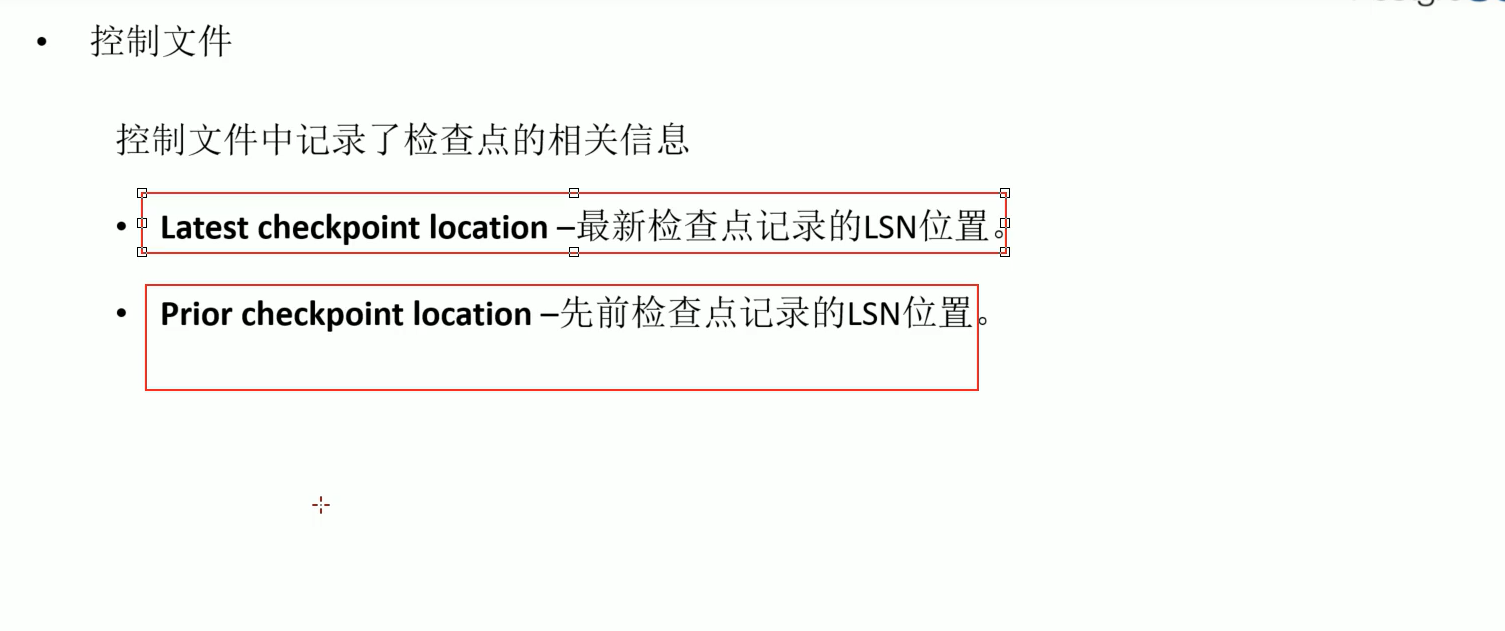 • 控制文件
控制文件中记录了检查点的相关信息
• Latest checkpoint location –最新检查点记录的LSN位置。
• Prior checkpoint location –先前检查点记录的LSN位置。